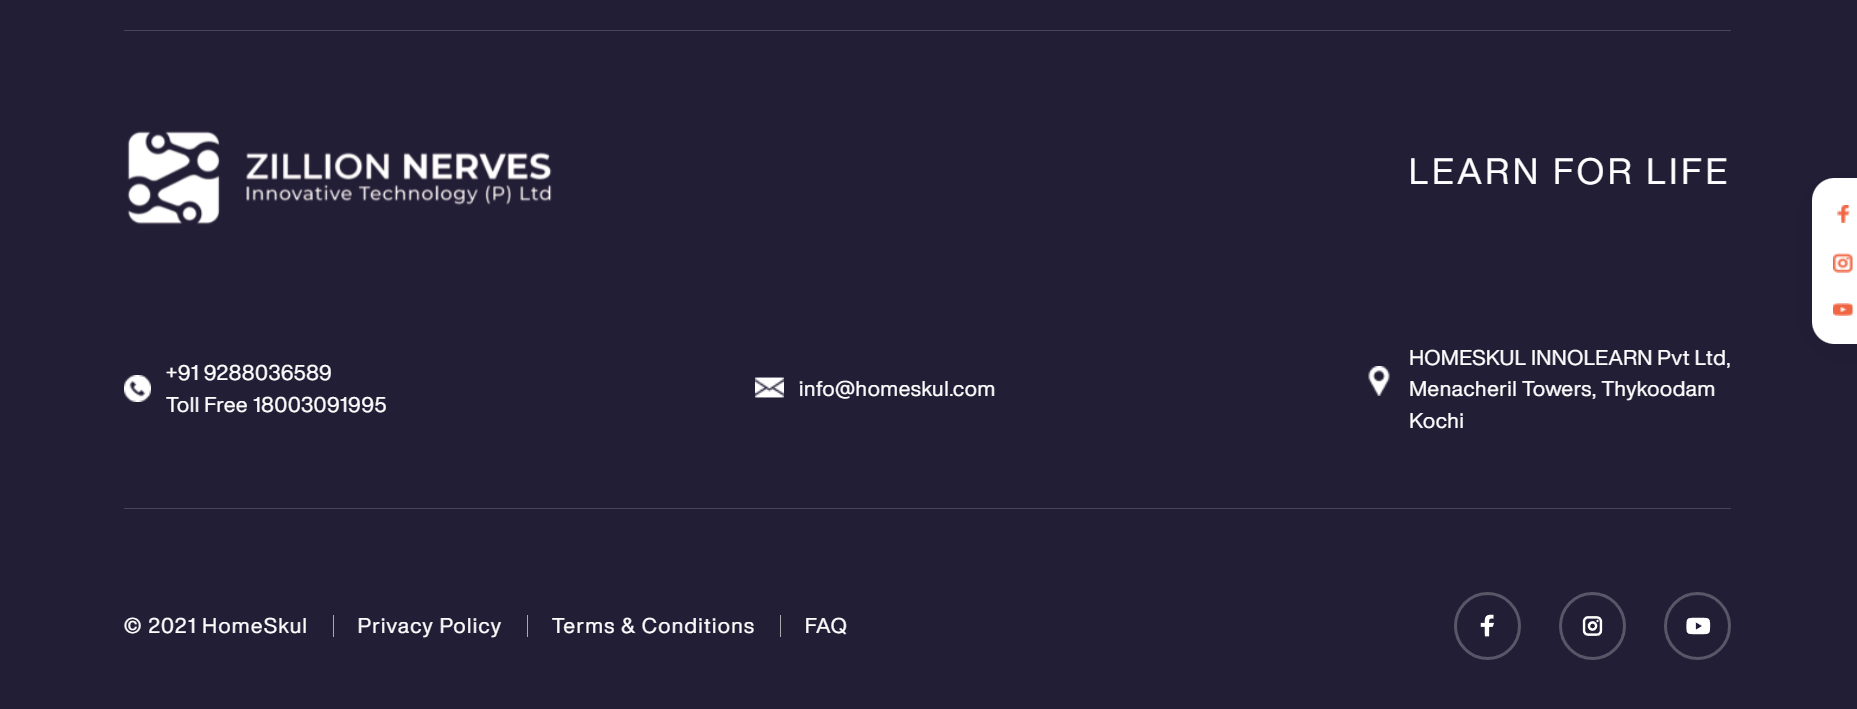 ZILLION NERVES
Innovative Technology (P) Ltd
LEARN FOR LIFE
+91 9288036589
Toll Free 18003091995
info@homeskul.com
HOMESKUL INNOLEARN Pvt Ltd,
Menacheril Towers, Thykoodam
Kochi
© 2021 HomeSkul
Privacy Policy
Terms & Conditions
FAQ